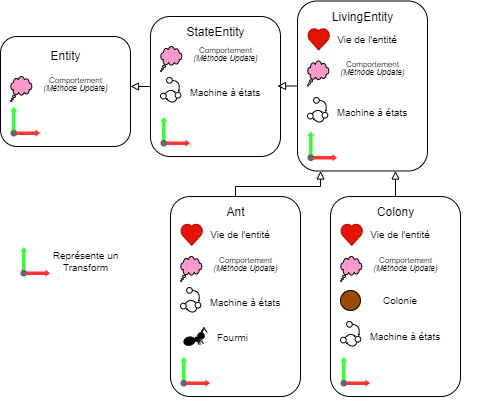 Entity
Comportement
(Méthode Update)
StateEntity
Comportement
(Méthode Update)
Machine à états
LivingEntity
Vie de l'entité
Comportement
(Méthode Update)
Machine à états
Représente un
Transform
Ant
Vie de l'entité
Comportement
(Méthode Update)
Machine à états
Fourmi
Colony
Vie de l'entité
Comportement
(Méthode Update)
Colonie
Machine à états